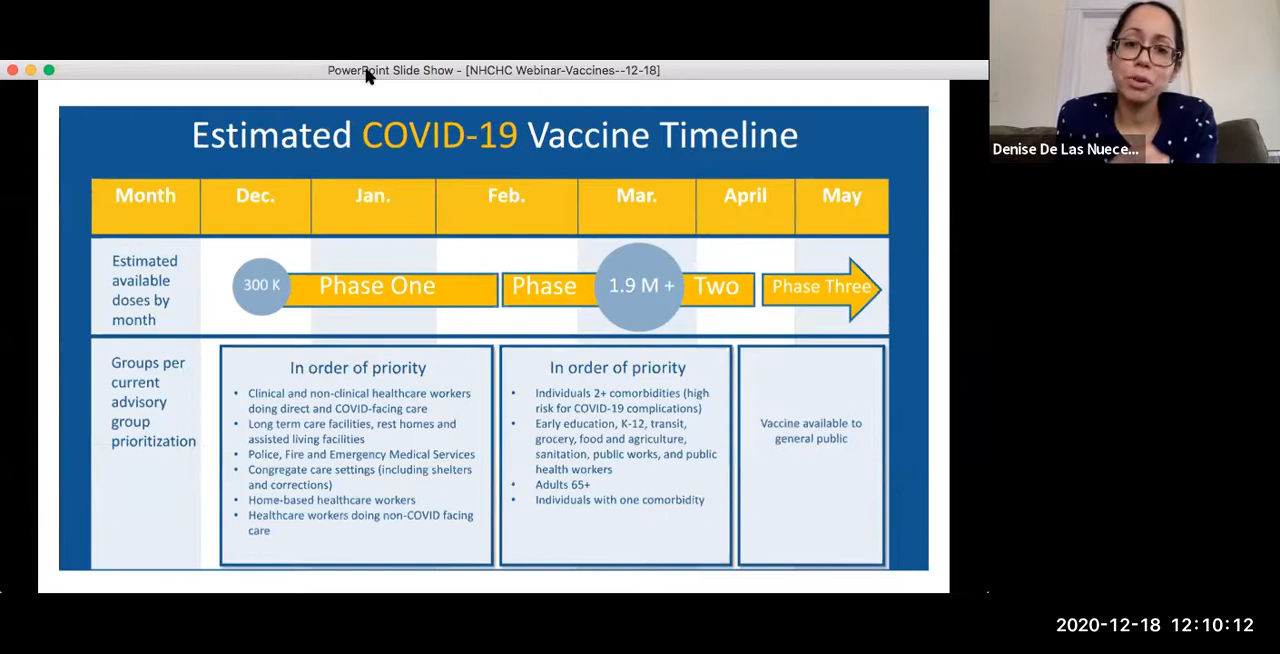 PowerPoint Slide Show - [NHCHC Webinar-Vaccines--12-18]
Denise De Las Nuece...
Estimated COVID-19 Vaccine Timeline
Month Dec. Jan. Feb. Mar. April May
Estimated
available
doses by
month
300 K Phase One Phase 1.9 M + Two Phase Three
Groups per
current
advisory
group
prioritization
In order of priority
• Clinical and non-clinical healthcare workers
doing direct and COVID-facing care
• Long term care facilities, rest homes and
assisted living facilities
• Police, Fire and Emergency Medical Services
• Congregate care settings (including shelters
and corrections)
• Home-based healthcare workers
• Healthcare workers doing non-COVID facing
care
In order of priority
• Individuals 2+ comorbidities (high
risk for COVID-19 complications)
• Early education, K-12, transit,
grocery, food and agriculture,
sanitation, public works, and public
health workers
• Adults 65+
• Individuals with one comorbidity
Vaccine available to
general public
2020-12-18 12:10:12